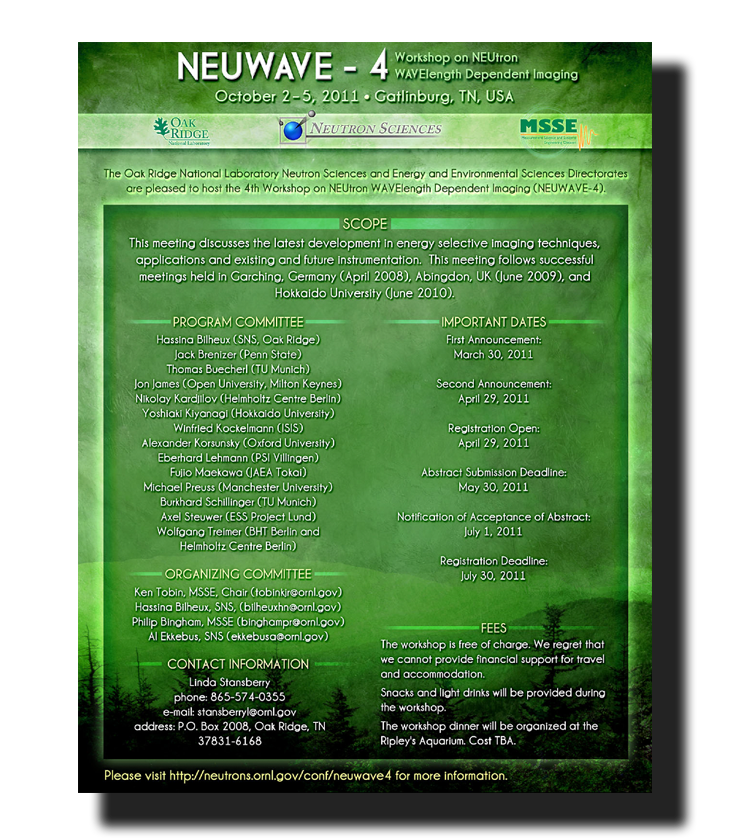 NEUWAVE - 4
Workshop on NEUtron
WAVElength Dependent Imaging
October 2-5, 2011 • Gatlinburg, TN, USA
OAK
RIDGE
National Laboratory
NEUTRON SCIENCES
MSSE
The Oak Ridge National Laboratory Neutron Sciences and Energy and Environmental Sciences Directorates
are pleased to host the 4th Workshop on NEUtron WAVElength Dependent Imaging (NEUWAVE-4).
SCOPE
This meeting discusses the latest development in energy selective imaging techniques,
applications and existing and future instrumentation. This meeting follows successful
meetings held in Garching, Germany (April 2008), Abingdon, UK (June 2009), and
Hokkaido University (June 2010).
PROGRAM COMMITTEE
Hassina Bilheux (SNS, Oak Ridge)
Jack Brenizer (Penn State)
Thomas Buecherl (TU Munich)
Jon James (Open University, Milton Keynes)
Nikolay Kardjilov (Helmholtz Centre Berlin)
Yoshiaki Kiyanagi (Hokkaido University)
Winfried Kockelmann (ISIS)
Alexander Korsunsky (Oxford University)
Eberhard Lehmann (PSI Villingen)
Fujio Maekawa (JAEA Tokai)
Michael Preuss (Manchester University)
Burkhard Schillinger (TU Munich)
Axel Steuwer (ESS Project Lund)
Wolfgang Treimer (BHT Berlin and
Helmholtz Centre Berlin)
ORGANIZING COMMITTEE
Ken Tobin, MSSE, Chair (tobinkjr@ornl.gov)
Hassina Bilheux, SNS, (bilheuxhn@ornl.gov)
Philip Bingham, MSSE (binghampr@ornl.gov)
Al Ekkebus, SNS (ekkebusa@ornl.gov)
CONTACT INFORMATION
Linda Stansberry
phone: 865-574-0355
e-mail: stansberryl@ornl.gov
address: P.O. Box 2008, Oak Ridge, TN
37831-6168
IMPORTANT DATES
First Announcement:
March 30, 2011
Second Announcement:
April 29, 2011
Registration Open:
April 29, 2011
Abstract Submission Deadline:
May 30, 2011
Notification of Acceptance of Abstract:
July 1, 2011
Registration Deadline:
July 30, 2011
FEES
The workshop is free of charge. We regret that
we cannot provide financial support for travel
and accommodation.
Snacks and light drinks will be provided during
the workshop.
The workshop dinner will be organized at the
Ripley's Aquarium. Cost TBA.
Please visit http://neutrons.ornl.gov/conf/neuwave4 for more information.